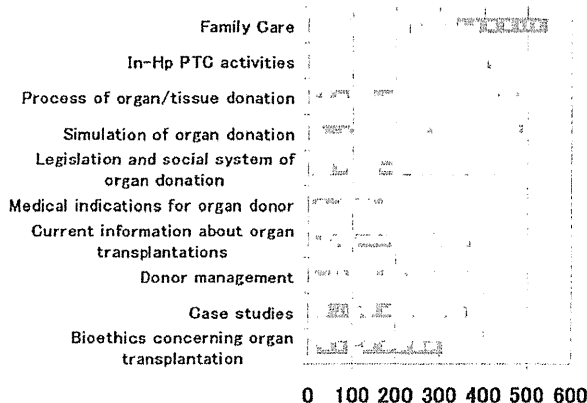 Family Care
In-Hp PTC activities
Process of organ/tissue donation
Simulation of organ donation
Legislation and social system of
organ donation
Medical indications for organ donor
Current information about organ
transplantations
Donor management
Case studies
Bioethics concerning organ
transplantation
0 100 200 300 400 500 600